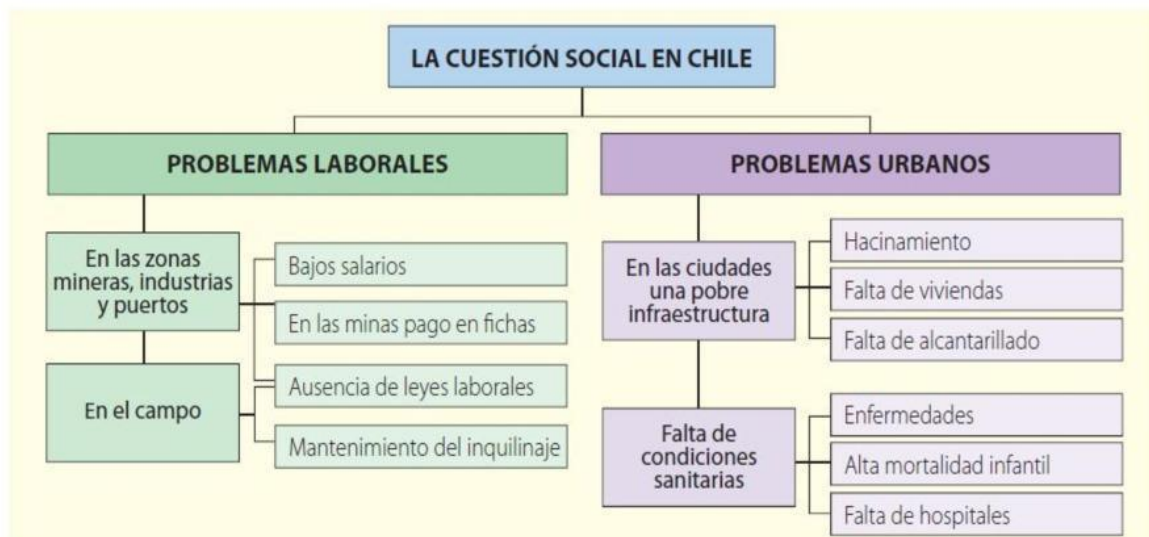 LA CUESTIÓN SOCIAL EN CHILE
PROBLEMAS LABORALES
En las zonas
mineras, industrias
y puertos
Bajos salarios
En las minas pago en fichas
Ausencia de leyes laborales
En el campo
Mantenimiento del inquilinaje
PROBLEMAS URBANOS
En las ciudades
una pobre
infraestructura
Hacinamiento
Falta de viviendas
Falta de alcantarillado
Falta de
condiciones
sanitarias
Enfermedades
Alta mortalidad infantil
Falta de hospitales